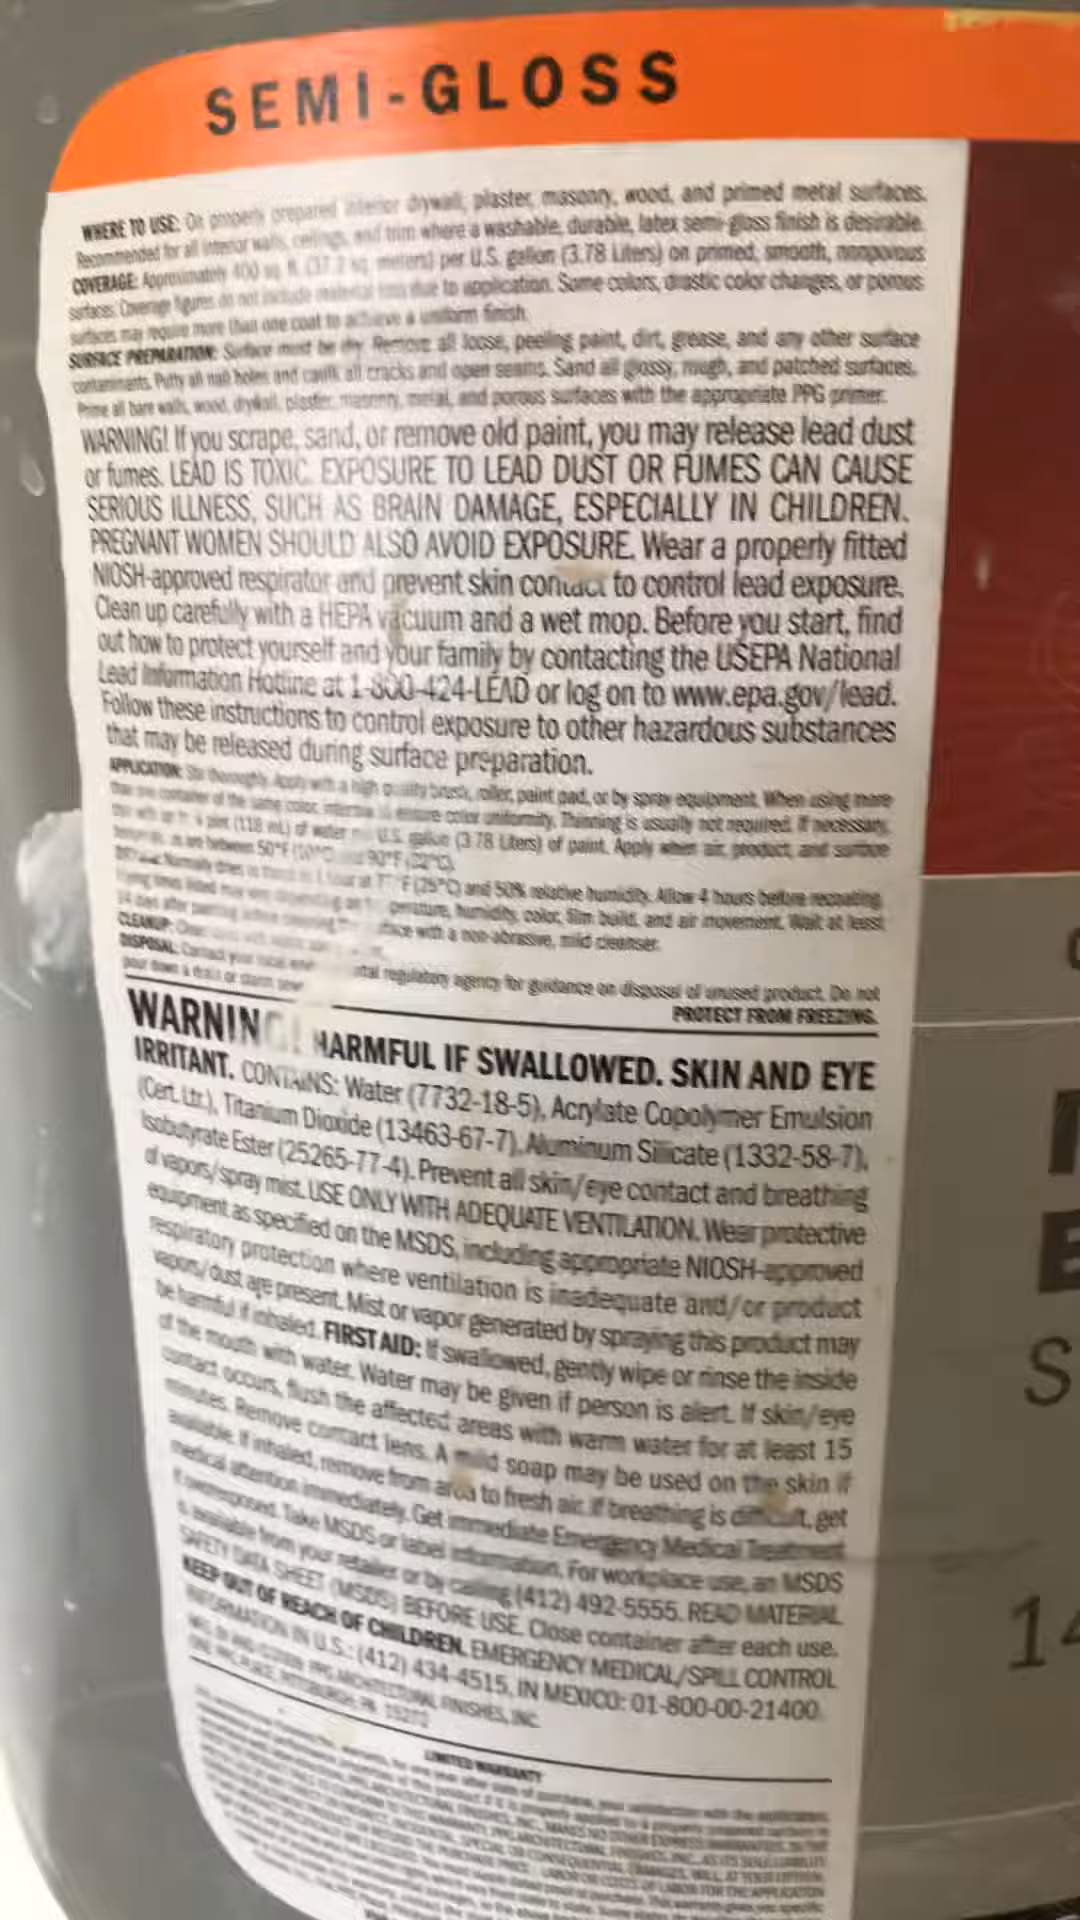 SEMI-GLOSS
WHERE TO USE: On properly prepared interior drywall, plaster, masonry, wood, and primed metal surfaces.
Recommended for all interior walls, ceilings, and trim where a washable, durable, latex semi-gloss finish is desirable.
COVERAGE: Approximately 400 sq. ft. (37.2 sq. meters) per U.S. gallon (3.78 Liters) on primed, smooth, nonporous
surfaces. Coverage figures do not include material loss due to application. Some colors, drastic color changes, or porous
surfaces may require more than one coat to achieve a uniform finish.
SURFACE PREPARATION: Surface must be dry. Remove all loose, peeling paint, dirt, grease, and any other surface
contaminants. Putty all nail holes and caulk all cracks and open seams. Sand all glossy, rough, and patched surfaces.
Prime all bare walls, wood, drywall, plaster, masonry, metal, and porous surfaces with the appropriate PPG primer.
WARNING! If you scrape, sand, or remove old paint, you may release lead dust
or fumes. LEAD IS TOXIC. EXPOSURE TO LEAD DUST OR FUMES CAN CAUSE
SERIOUS ILLNESS, SUCH AS BRAIN DAMAGE, ESPECIALLY IN CHILDREN.
PREGNANT WOMEN SHOULD ALSO AVOID EXPOSURE. Wear a properly fitted
NIOSH-approved respirator and prevent skin contact to control lead exposure.
Clean up carefully with a HEPA vacuum and a wet mop. Before you start, find
out how to protect yourself and your family by contacting the USEPA National
Lead Information Hotline at 1-800-424-LEAD or log on to www.epa.gov/lead.
Follow these instructions to control exposure to other hazardous substances
that may be released during surface preparation.
APPLICATION: Stir thoroughly. Apply with a high quality brush, roller, paint pad, or by spray equipment. When using more
than one container of the same color, intermix to ensure color uniformity. Thinning is usually not required. If necessary,
thin with up to pint (118 mL) of water U.S. gallon (3.78 Liters) of paint. Apply when air, product, and surface
are between 50°F (10°C) 90°F (32°C).
Normally dries to touch in 1 hour at F (25°C) and 50% relative humidity. Allow 4 hours before recoating.
Drying times listed may vary depending on temperature, humidity, color, film build, and air movement. Wait at least
14 days after painting before cleaning the surface with a non-abrasive, mild cleanser.
CLEANUP: Clean
DISPOSAL: Contact your local regulatory agency for guidance on disposal of unused product. Do not
pour down a drain or storm sewer.
PROTECT FROM FREEZING.
WARNING! HARMFUL IF SWALLOWED. SKIN AND EYE
IRRITANT. CONTAINS: Water (7732-18-5), Acrylate Copolymer Emulsion
(Cert. Ltr.), Titanium Dioxide (13463-67-7), Aluminum Silicate (1332-58-7),
Isobutyrate Ester (25265-77-4). Prevent all skin/eye contact and breathing
of vapors/spray mist. USE ONLY WITH ADEQUATE VENTILATION. Wear protective
equipment as specified on the MSDS, including appropriate NIOSH-approved
respiratory protection where ventilation is inadequate and/or product
vapors/dust are present. Mist or vapor generated by spraying this product may
be harmful if inhaled. FIRST AID: If swallowed, gently wipe or rinse the inside
of the mouth with water. Water may be given if person is alert. If skin/eye
contact occurs, flush the affected areas with warm water for at least 15
minutes. Remove contact lens. A mild soap may be used on the skin if
available. If inhaled, remove from area to fresh air. If breathing is difficult, get
medical attention immediately. Get immediate Emergency Medical Treatment
if overexposed. Take MSDS or label information. For workplace use, an MSDS
is available from your retailer or by calling (412) 492-5555. READ MATERIAL
SAFETY DATA SHEET (MSDS) BEFORE USE. Close container after each use.
KEEP OUT OF REACH OF CHILDREN. EMERGENCY MEDICAL/SPILL CONTROL
INFORMATION IN U.S.: (412) 434-4515, IN MEXICO: 01-800-00-21400.
PPG ARCHITECTURAL FINISHES, INC.
ONE PPG PLACE, PITTSBURGH, PA 15272
LIMITED WARRANTY
S
14